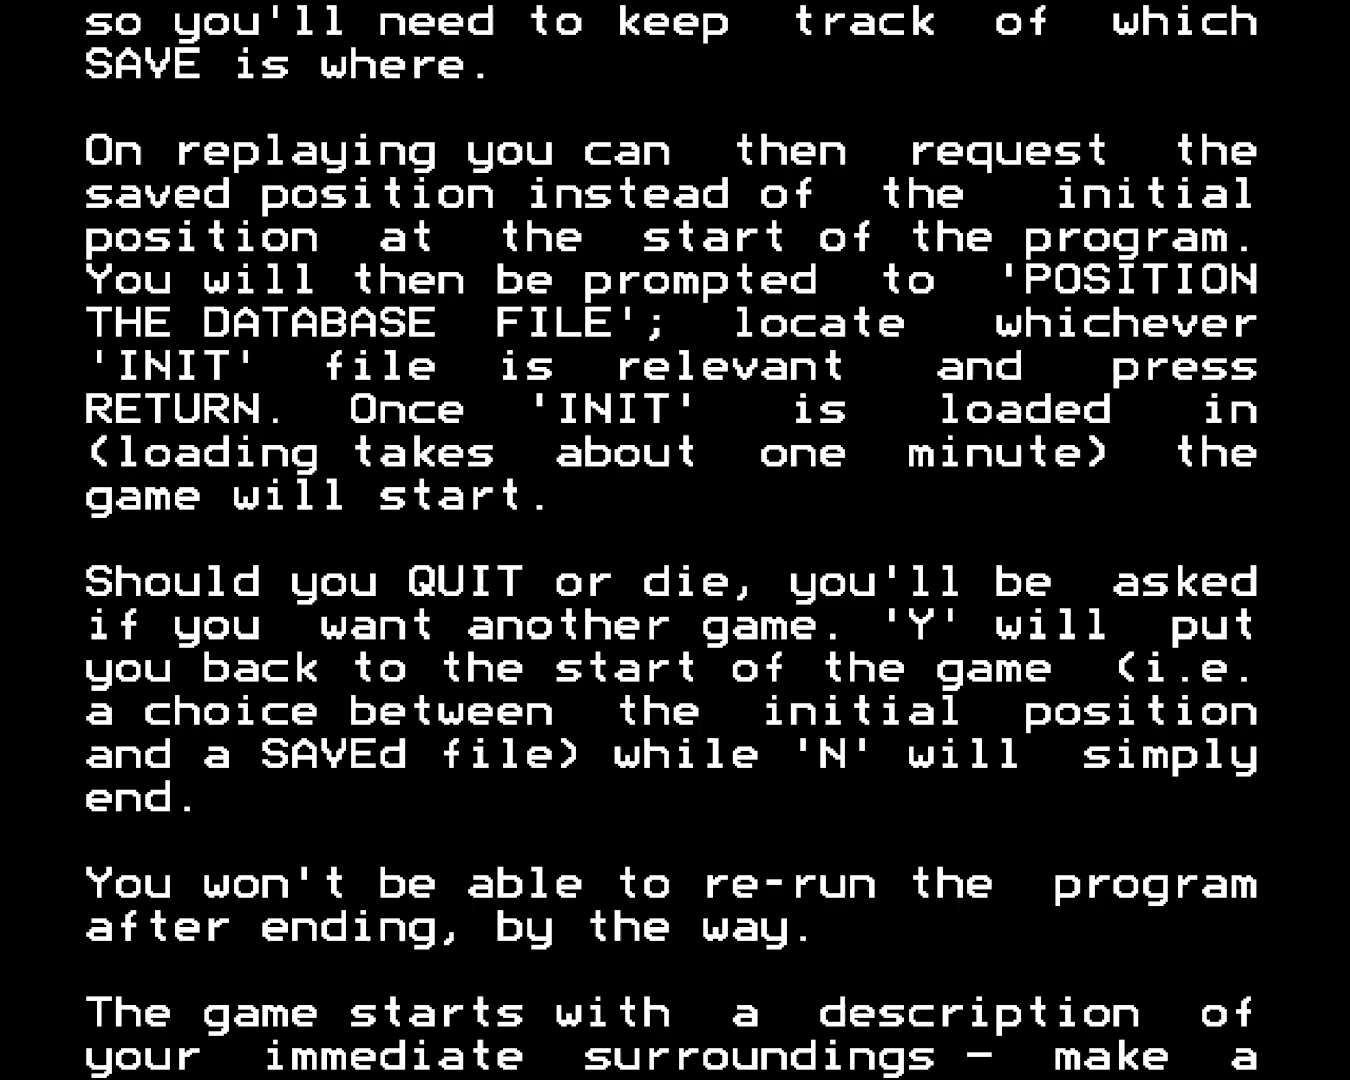 so you'll need to keep track of which
SAVE is where.
On replaying you can then request the
saved position instead of the initial
position at the start of the program.
You will then be prompted to 'POSITION
THE DATABASE FILE'; locate whichever
'INIT' file is relevant and press
RETURN. Once 'INIT' is loaded in
(loading takes about one minute) the
game will start.
Should you QUIT or die, you'll be asked
if you want another game. 'Y' will put
you back to the start of the game (i.e.
a choice between the initial position
and a SAVEd file) while 'N' will simply
end.
You won't be able to re-run the program
after ending, by the way.
The game starts with a description of
your immediate surroundings — make a